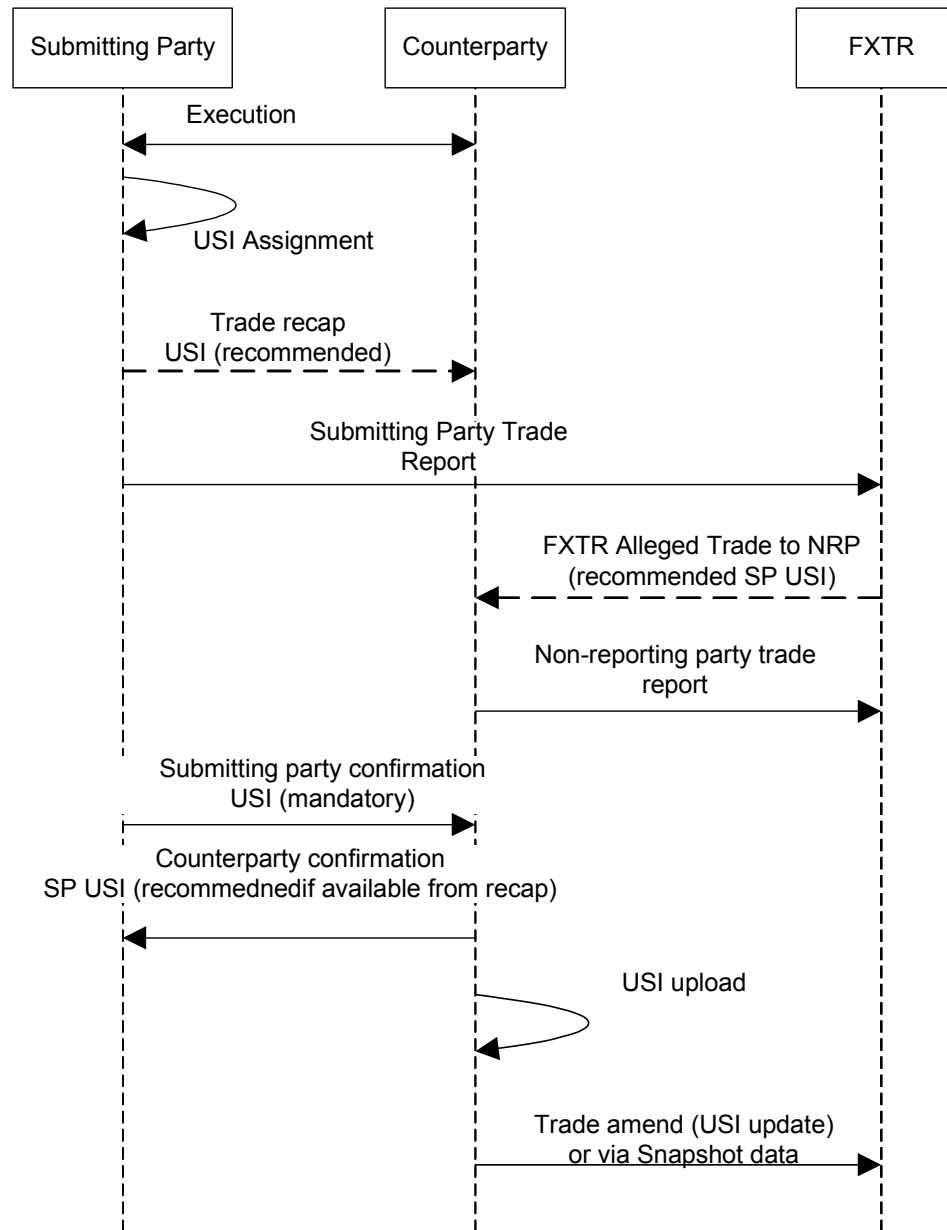 Submitting Party
Counterparty
FXTR
Execution
USI Assignment
Trade recap
USI (recommended)
Submitting Party Trade
Report
FXTR Alleged Trade to NRP
(recommended SP USI)
Non-reporting party trade
report
Submitting party confirmation
USI (mandatory)
Counterparty confirmation
SP USI (recommednedif available from recap)
USI upload
Trade amend (USI update)
or via Snapshot data